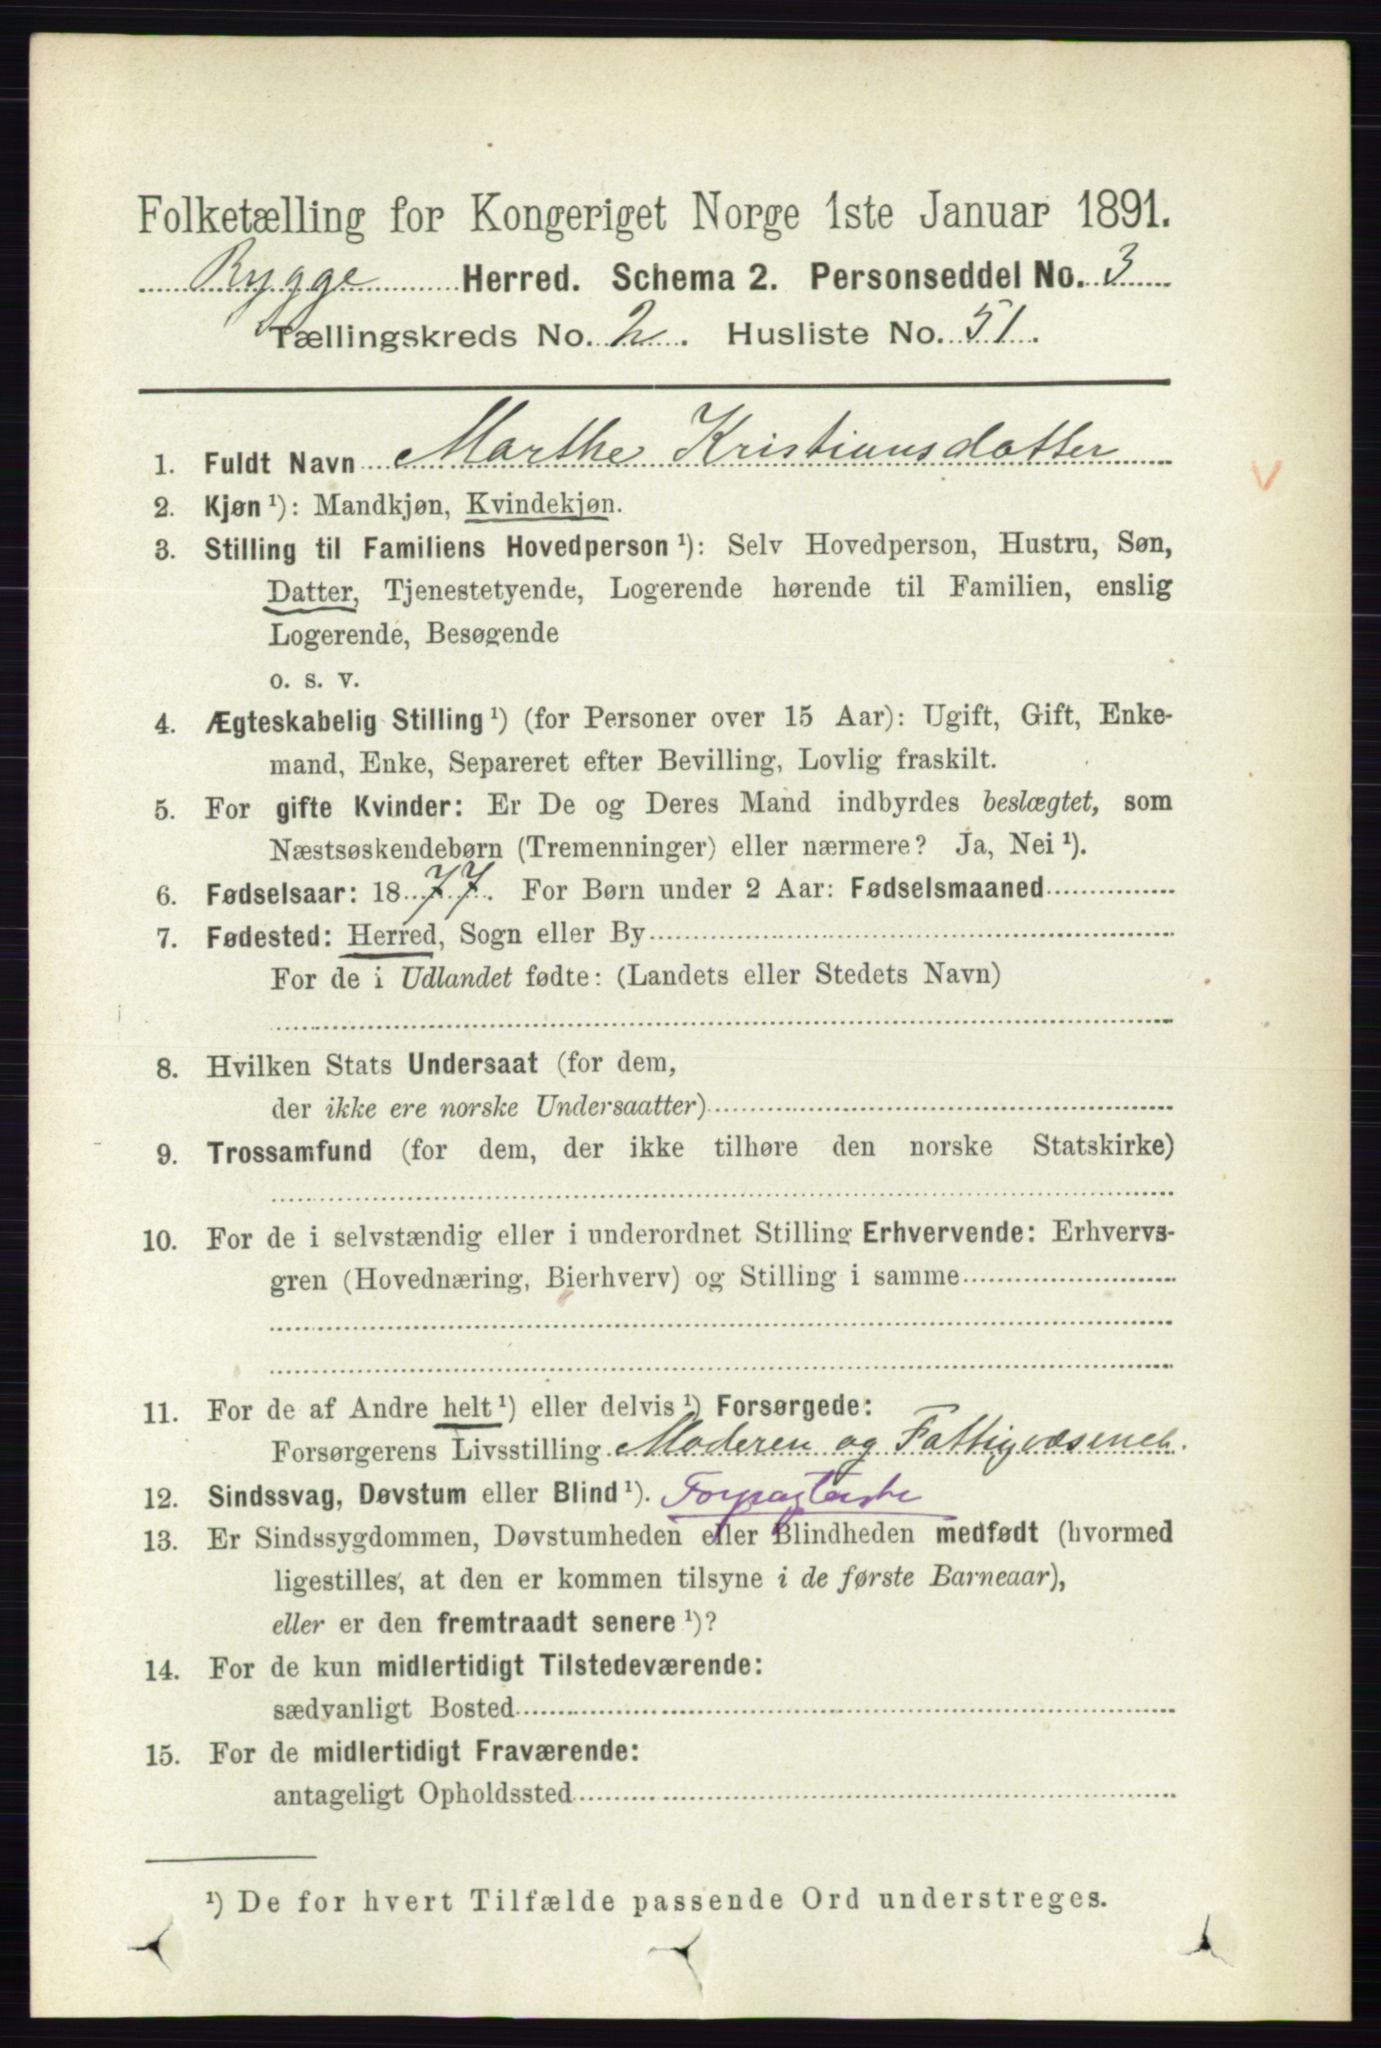 Folketælling for Kongeriget Norge 1ste Januar 1891.
Rygge Herred. Schema 2. Personseddel No. 3
Tællingskreds No. 2. Husliste No. 51.
1. Fuldt Navn Marthe Kristiansdatter
2. Kjøn ¹): Mandkjøn, Kvindekjøn.
3. Stilling til Familiens Hovedperson ¹): Selv Hovedperson, Hustru, Søn,
Datter, Tjenestetyende, Logerende hørende til Familien, enslig
Logerende, Besøgende
o. s. v.
4. Ægteskabelig Stilling ¹) (for Personer over 15 Aar): Ugift, Gift, Enke-
mand, Enke, Separeret efter Bevilling, Lovlig fraskilt.
5. For gifte Kvinder: Er De og Deres Mand indbyrdes beslægtet, som
Næstsøskendebørn (Tremenninger) eller nærmere? Ja, Nei ¹).
6. Fødselsaar: 1877. For Børn under 2 Aar: Fødselsmaaned
7. Fødested: Herred, Sogn eller By
For de i Udlandet fødte: (Landets eller Stedets Navn)
8. Hvilken Stats Undersaat (for dem,
der ikke ere norske Undersaatter)
9. Trossamfund (for dem, der ikke tilhøre den norske Statskirke)
10. For de i selvstændig eller i underordnet Stilling Erhvervende: Erhvervs-
gren (Hovednæring, Bierhverv) og Stilling i samme
11. For de af Andre helt ¹) eller delvis ¹) Forsørgede:
Forsørgerens Livsstilling Moderen og Fattigvæsenet.
12. Sindssvag, Døvstum eller Blind ¹).
13. Er Sindssygdommen, Døvstumheden eller Blindheden medfødt (hvormed
ligestilles, at den er kommen tilsyne i de første Barneaar),
eller er den fremtraadt senere ¹)?
14. For de kun midlertidigt Tilstedeværende:
sædvanligt Bosted
15. For de midlertidigt Fraværende:
antageligt Opholdssted
¹) De for hvert Tilfælde passende Ord understreges.